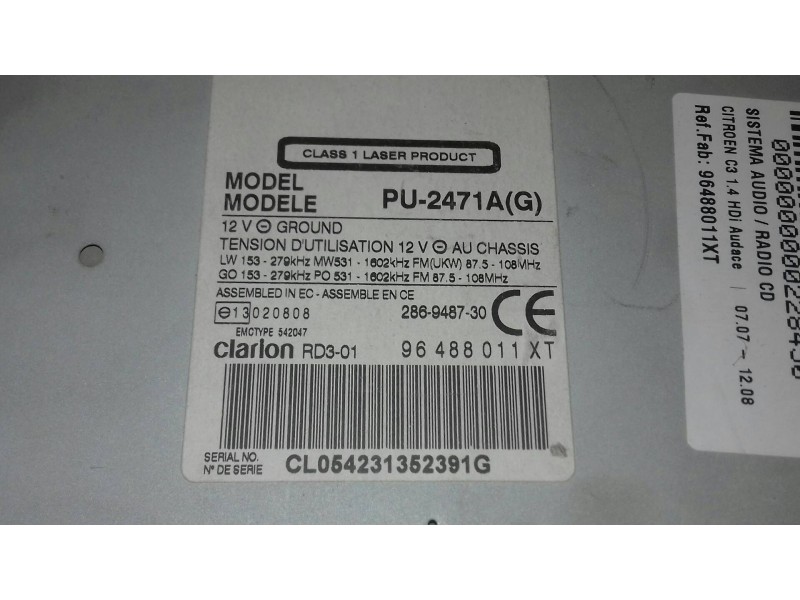 CLASS 1 LASER PRODUCT
MODEL
MODELE PU-2471A(G)
12 V ⊖ GROUND
TENSION D'UTILISATION 12 V ⊖ AU CHASSIS
LW 153 - 279kHz MW531 - 1602kHz FM(UKW) 87.5 - 108MHz
GO 153 - 279kHz PO 531 - 1602kHz FM 87.5 - 108MHz
ASSEMBLED IN EC - ASSEMBLE EN CE
e13 020808 286-9487-30 CE
EMCTYPE 542047
clarion RD3-01 96 488 011 XT
SERIAL NO.
N° DE SERIE CL054231352391G
SISTEMA AUDIO / RADIO CD
CITROEN C3 1.4 HDi Audace | 07.07 - 12.08
Ref.Fab: 96488011XT